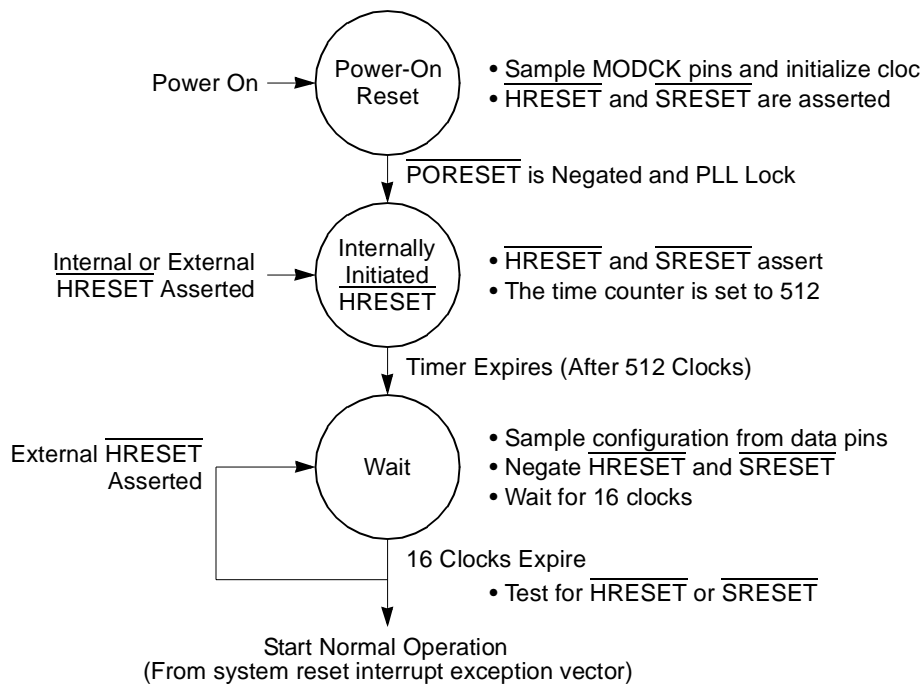 Power On
Power-On
Reset
• Sample MODCK pins and initialize cloc
• HRESET and SRESET are asserted
PORESET is Negated and PLL Lock
Internal or External
HRESET Asserted
Internally
Initiated
HRESET
• HRESET and SRESET assert
• The time counter is set to 512
Timer Expires (After 512 Clocks)
External HRESET
Asserted
Wait
• Sample configuration from data pins
• Negate HRESET and SRESET
• Wait for 16 clocks
16 Clocks Expire
• Test for HRESET or SRESET
Start Normal Operation
(From system reset interrupt exception vector)